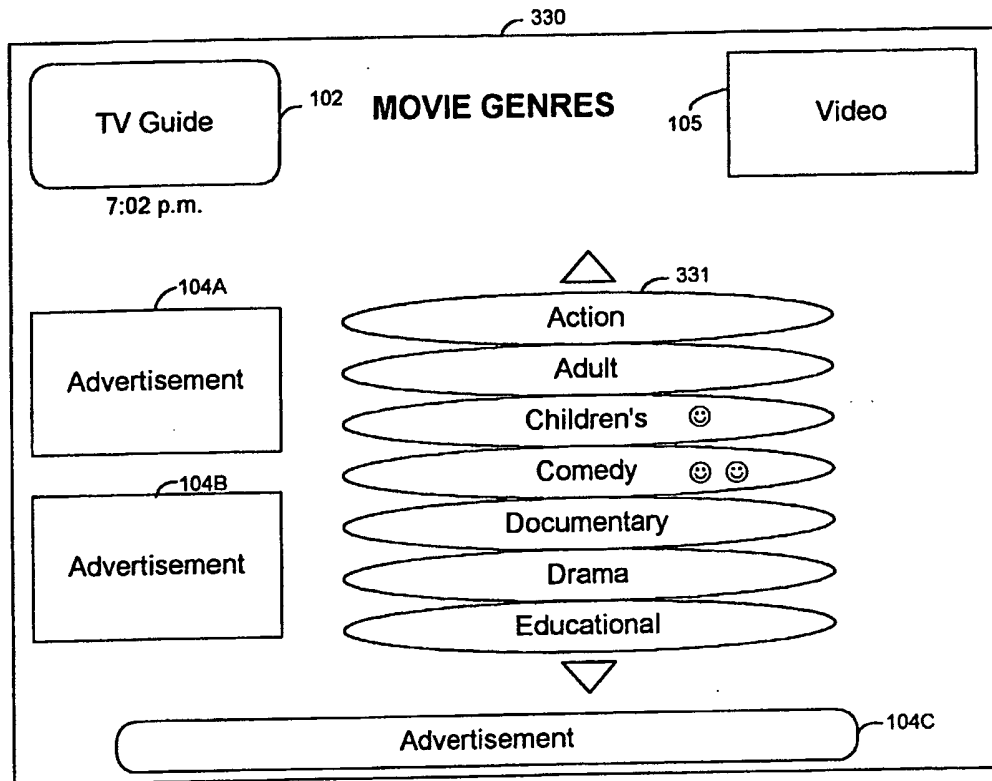 330
TV Guide
102
MOVIE GENRES
105
Video
7:02 p.m.
104A
Advertisement
104B
Advertisement
331
Action
Adult
Children's ☺
Comedy ☺ ☺
Documentary
Drama
Educational
Advertisement
104C